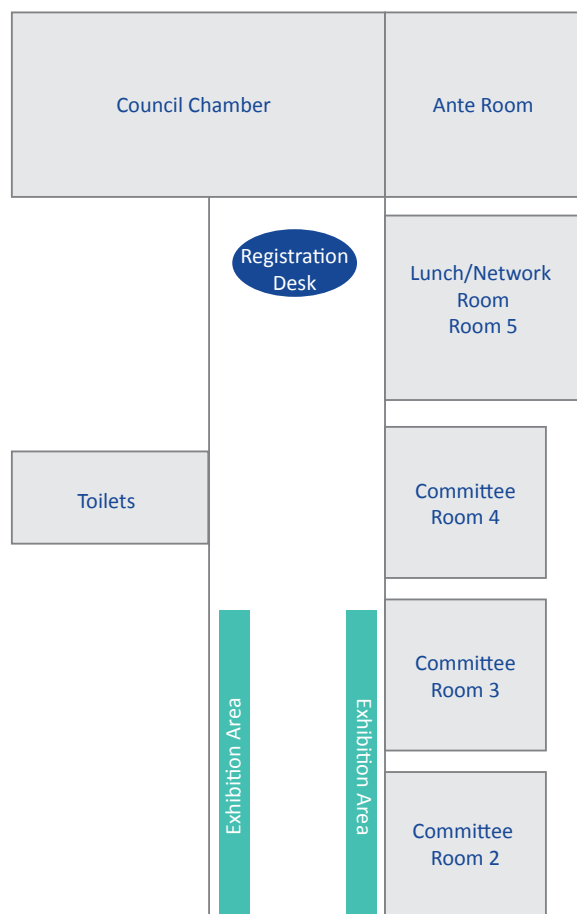 Council Chamber
Ante Room
Registration
Desk
Lunch/Network
Room
Room 5
Toilets
Committee
Room 4
Committee
Room 3
Exhibition Area
Exhibition Area
Committee
Room 2